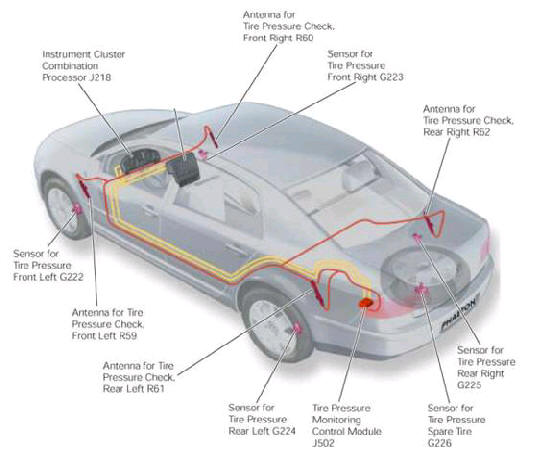 Antenna for
Tire Pressure Check,
Front Right R60
Instrument Cluster
Combination
Processor J218
Sensor for
Tire Pressure
Front Right G223
Antenna for
Tire Pressure Check,
Rear Right R52
Sensor for
Tire Pressure
Front Left G222
Antenna for Tire
Pressure Check,
Front Left R59
Antenna for Tire
Pressure Check,
Rear Left R61
Sensor for
Tire Pressure
Rear Left G224
Tire Pressure
Monitoring
Control Module
J502
Sensor for
Tire Pressure
Spare Tire
G226
Sensor for
Tire Pressure
Rear Right
G225
PHAETON